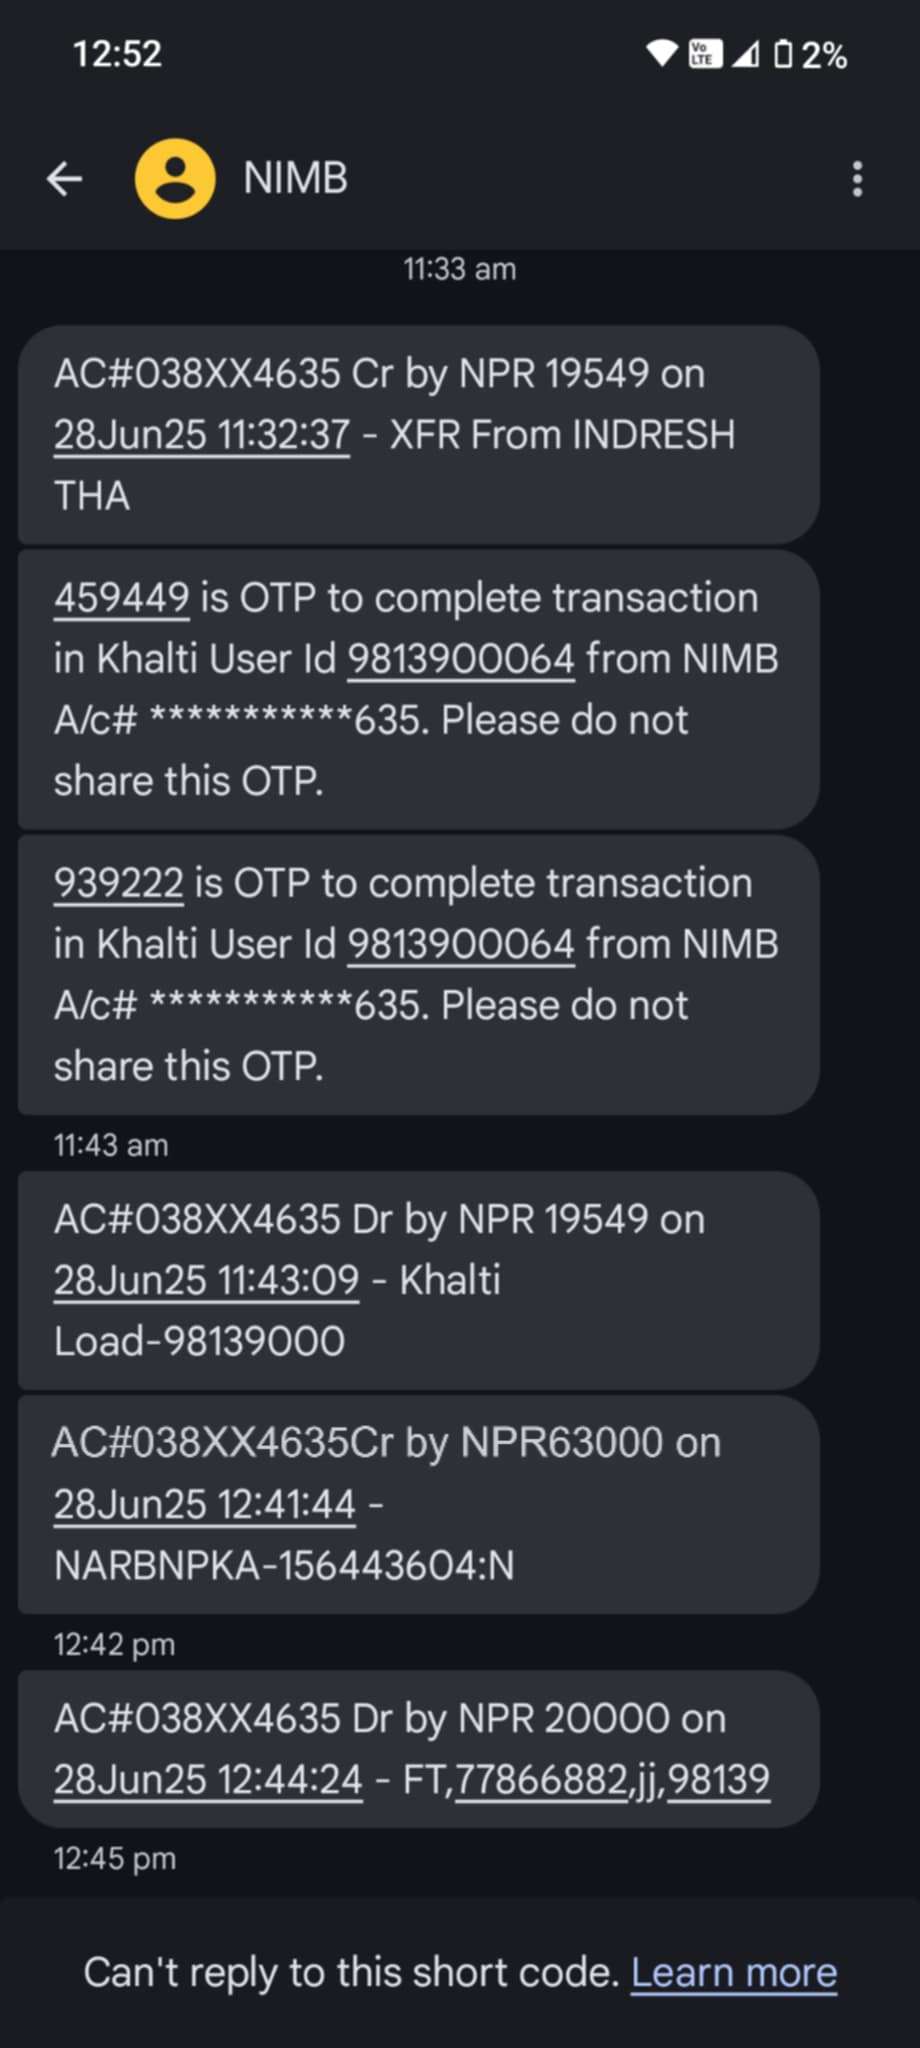 12:52
Vo LTE 2%
NIMB
11:33 am
AC#038XX4635 Cr by NPR 19549 on
28Jun25 11:32:37 - XFR From INDRESH
THA
459449 is OTP to complete transaction
in Khalti User Id 9813900064 from NIMB
A/c# ***********635. Please do not
share this OTP.
939222 is OTP to complete transaction
in Khalti User Id 9813900064 from NIMB
A/c# ***********635. Please do not
share this OTP.
11:43 am
AC#038XX4635 Dr by NPR 19549 on
28Jun25 11:43:09 - Khalti
Load-98139000
AC#038XX4635Cr by NPR63000 on
28Jun25 12:41:44 -
NARBNPKA-156443604:N
12:42 pm
AC#038XX4635 Dr by NPR 20000 on
28Jun25 12:44:24 - FT,77866882,jj,98139
12:45 pm
Can't reply to this short code. Learn more